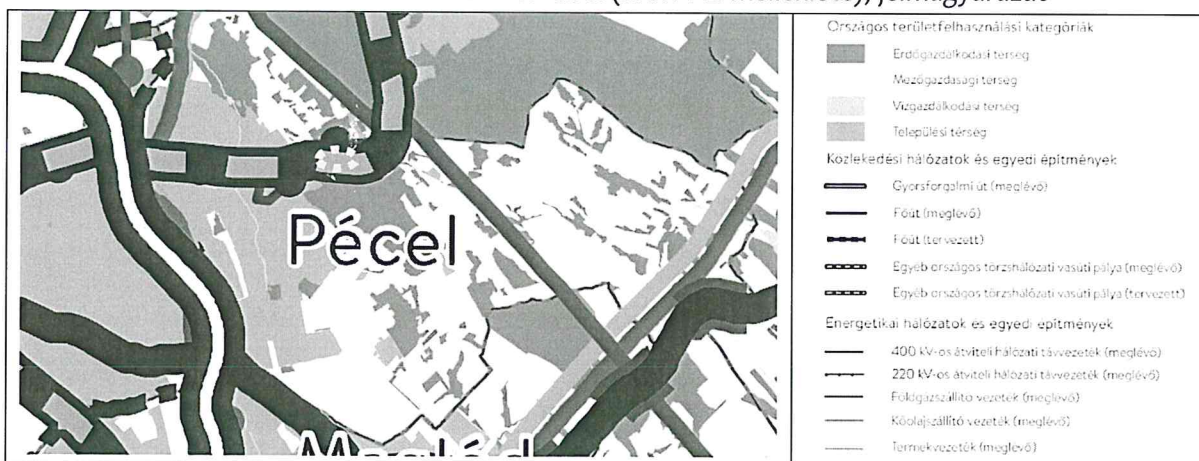 jelmagyarázás
Országos területfelhasználási kategóriák
Erdőgazdálkodási térség
Mezőgazdasági térség
Vízgazdálkodási térség
Települési térség
Közlekedési hálózatok és egyedi építmények
Gyorsforgalmi út (meglévő)
Főút (meglévő)
Főút (tervezett)
Egyéb országos törzshálózati vasúti pálya (meglévő)
Egyéb országos törzshálózati vasúti pálya (tervezett)
Energetikai hálózatok és egyedi építmények
400 kV-os átviteli hálózati távvezeték (meglévő)
220 kV-os átviteli hálózati távvezeték (meglévő)
Földgázszállító vezeték (meglévő)
Kőolajszállító vezeték (meglévő)
Termékvezeték (meglévő)
Pécel
Maglód